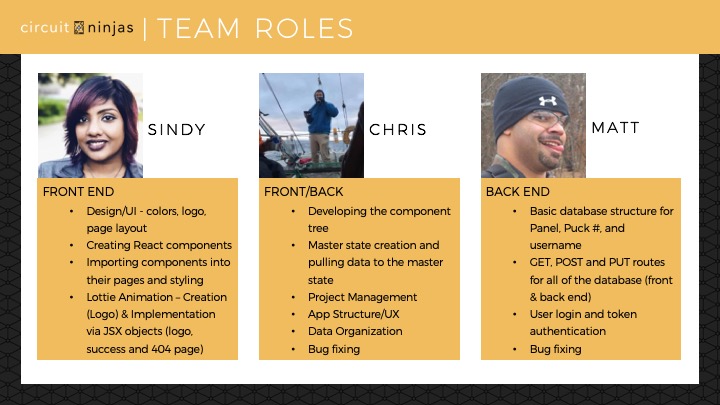 circuit ninjas | TEAM ROLES
SINDY
FRONT END
• Design/UI - colors, logo,
page layout
• Creating React components
• Importing components into
their pages and styling
• Lottie Animation – Creation
(Logo) & Implementation
via JSX objects (logo,
success and 404 page)
CHRIS
FRONT/BACK
• Developing the component
tree
• Master state creation and
pulling data to the master
state
• Project Management
• App Structure/UX
• Data Organization
• Bug fixing
MATT
BACK END
• Basic database structure for
Panel, Puck #, and
username
• GET, POST and PUT routes
for all of the database (front
& back end)
• User login and token
authentication
• Bug fixing